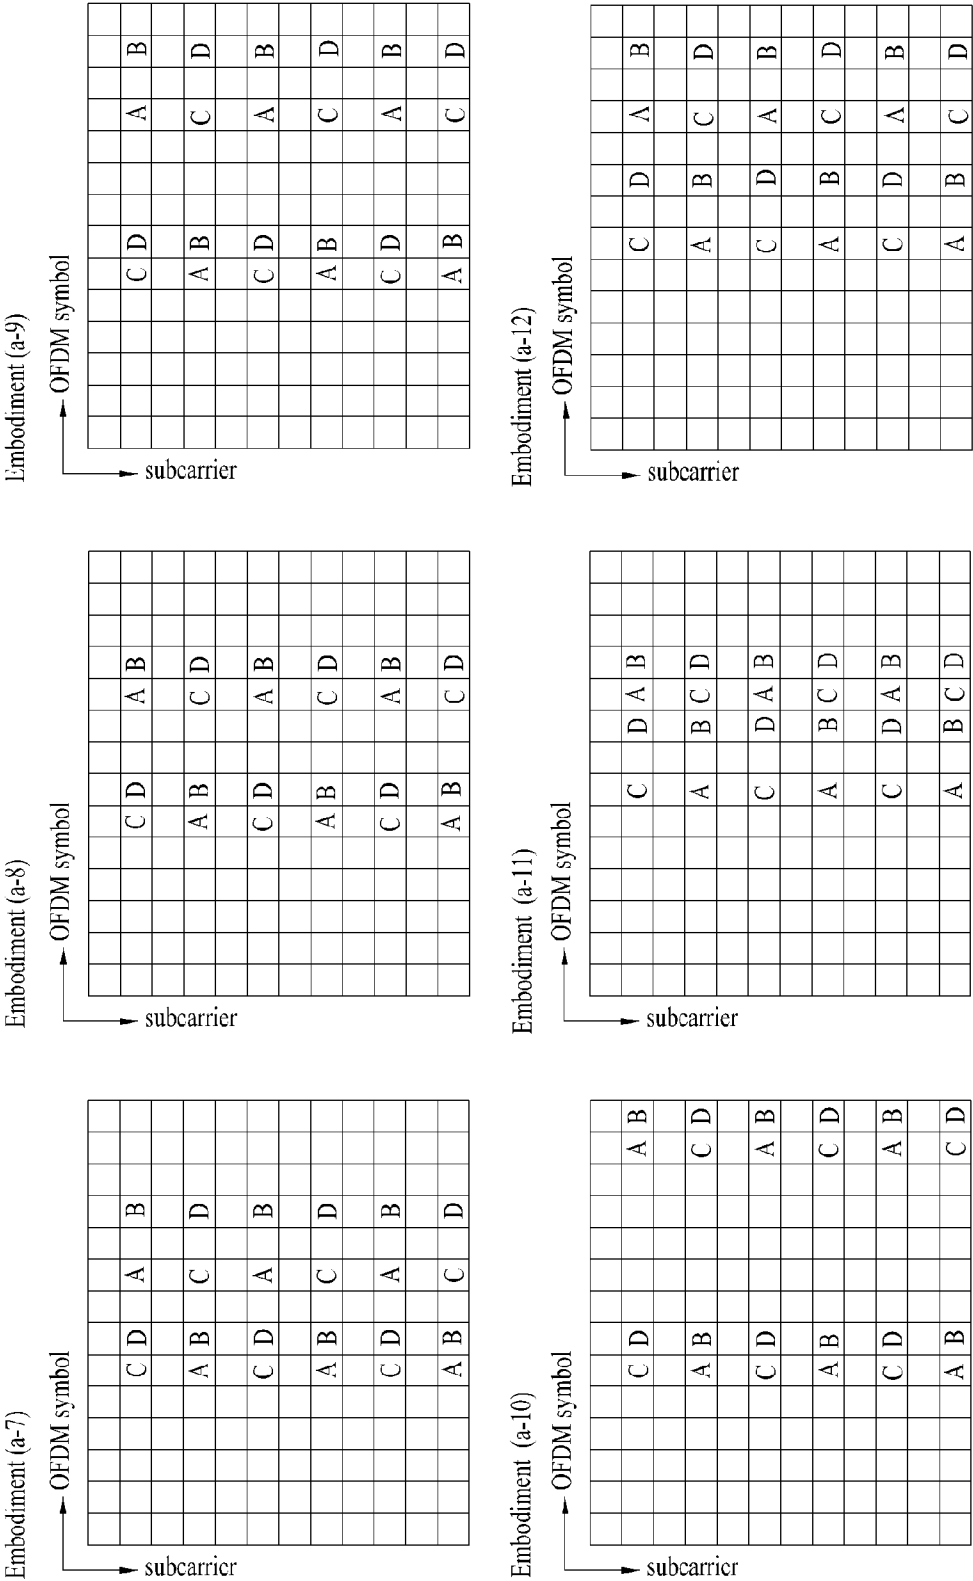 Embodiment (a-7)
OFDM symbol
subcarrier
C D A B
A B C D
C D A B
A B C D
C D A B
A B C D
Embodiment (a-8)
OFDM symbol
subcarrier
C D A B
A B C D
C D A B
A B C D
C D A B
A B C D
Embodiment (a-9)
OFDM symbol
subcarrier
C D A B
A B C D
C D A B
A B C D
C D A B
A B C D
Embodiment (a-10)
OFDM symbol
subcarrier
C D A B
A B C D
C D A B
A B C D
C D A B
A B C D
Embodiment (a-11)
OFDM symbol
subcarrier
C D A B
A B C D
C D A B
A B C D
C D A B
A B C D
Embodiment (a-12)
OFDM symbol
subcarrier
C D A B
A B C D
C D A B
A B C D
C D A B
A B C D